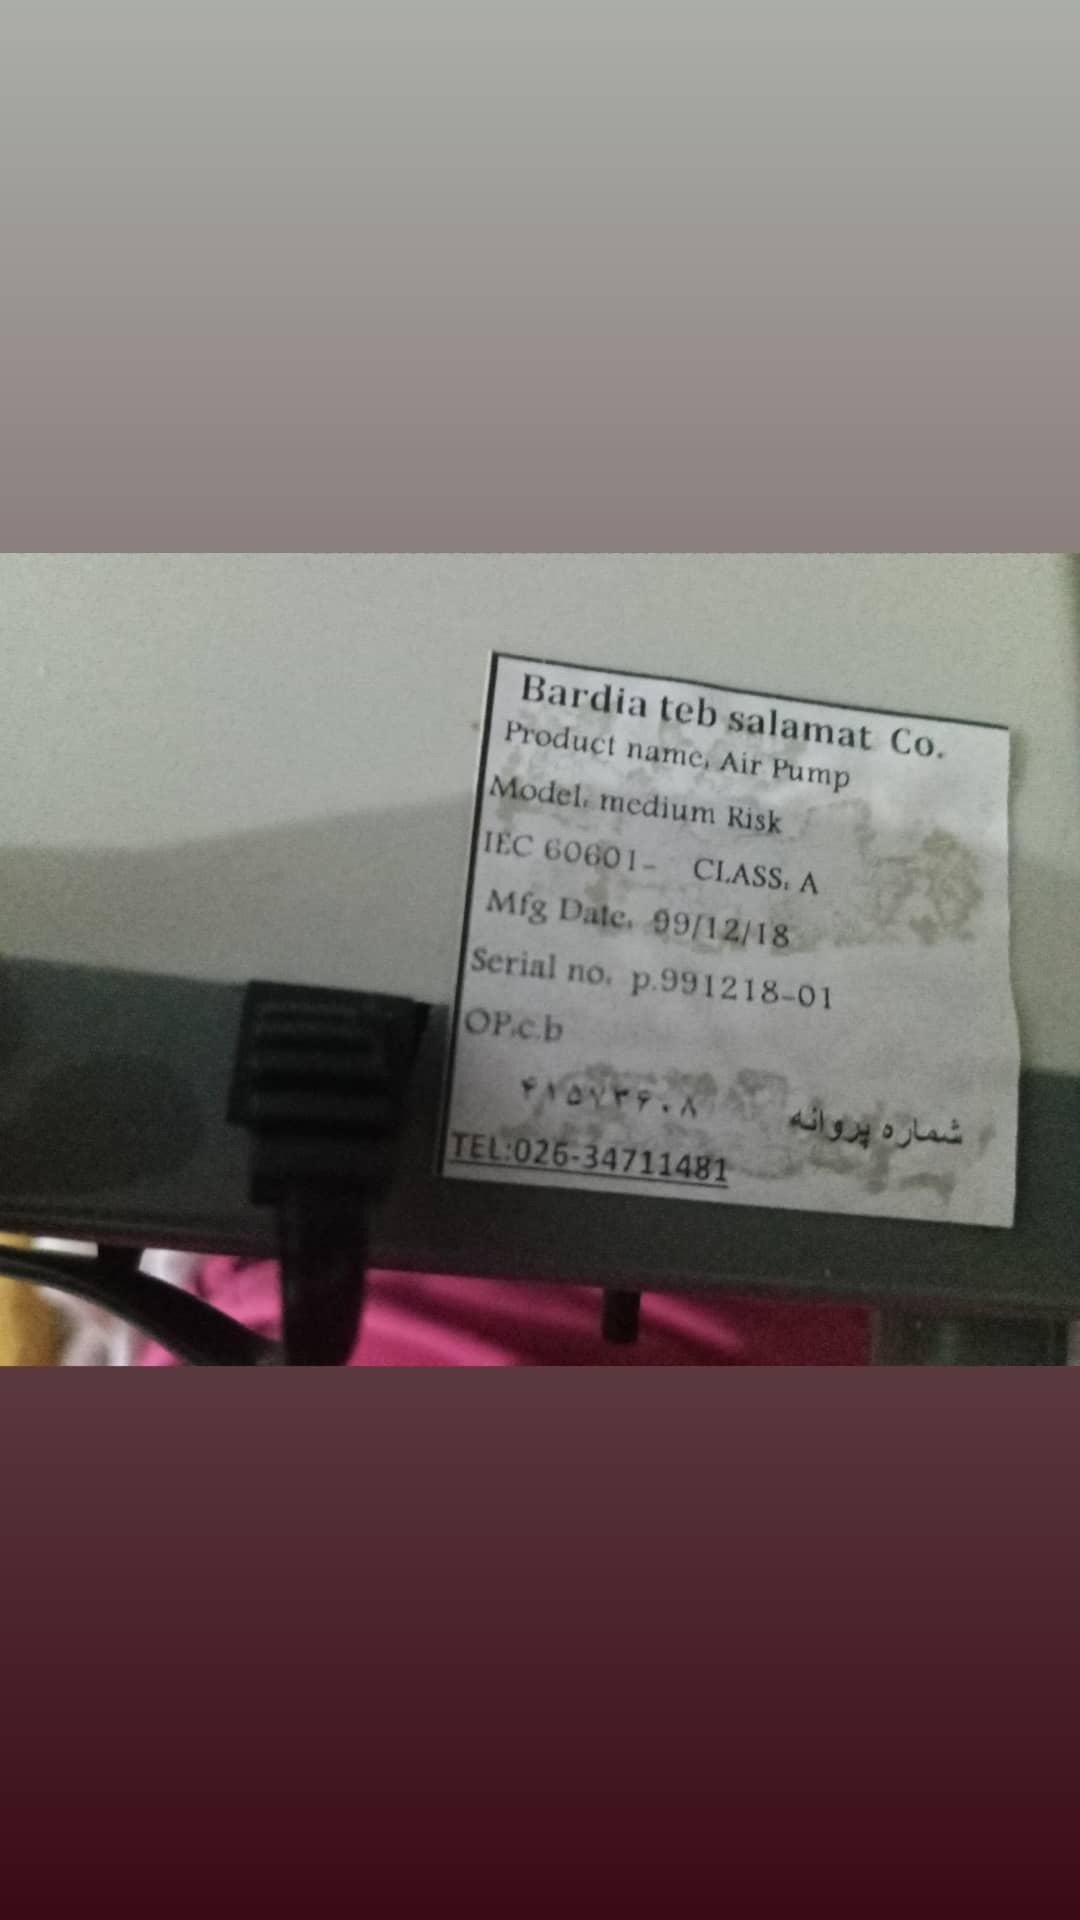 Bardia teb salamat Co.
Product name. Air Pump
Model. medium Risk
IEC 60601- CLASS. A
Mfg Date. 99/12/18
Serial no. p.991218-01
OP.c.b
شماره پروانه
TEL:026-34711481